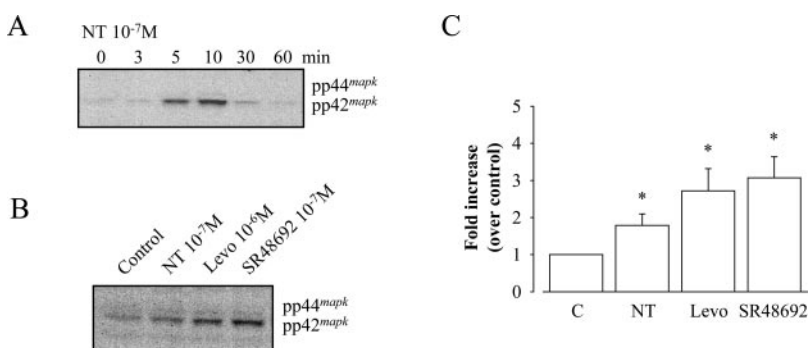 A
NT 10⁻⁷M
0 3 5 10 30 60 min
pp44ᵐᵃᵖᵏ
pp42ᵐᵃᵖᵏ
B
Control
NT 10⁻⁷M
Levo 10⁻⁶M
SR48692 10⁻⁷M
pp44ᵐᵃᵖᵏ
pp42ᵐᵃᵖᵏ
C
Fold increase
(over control)
5
4
3
2
1
0
*
*
*
C NT Levo SR48692